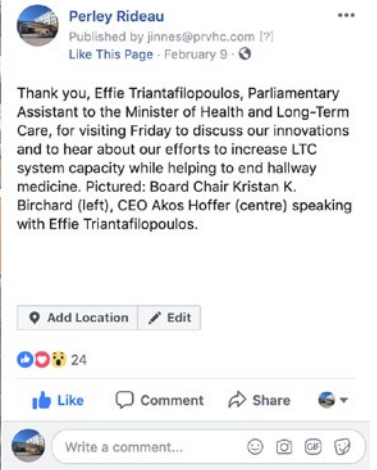 Perley Rideau
Published by jinnes@prvhc.com [?]
Like This Page · February 9 ·
Thank you, Effie Triantafilopoulos, Parliamentary
Assistant to the Minister of Health and Long-Term
Care, for visiting Friday to discuss our innovations
and to hear about our efforts to increase LTC
system capacity while helping to end hallway
medicine. Pictured: Board Chair Kristan K.
Birchard (left), CEO Akos Hoffer (centre) speaking
with Effie Triantafilopoulos.
Add Location Edit
24
Like Comment Share
Write a comment... GIF